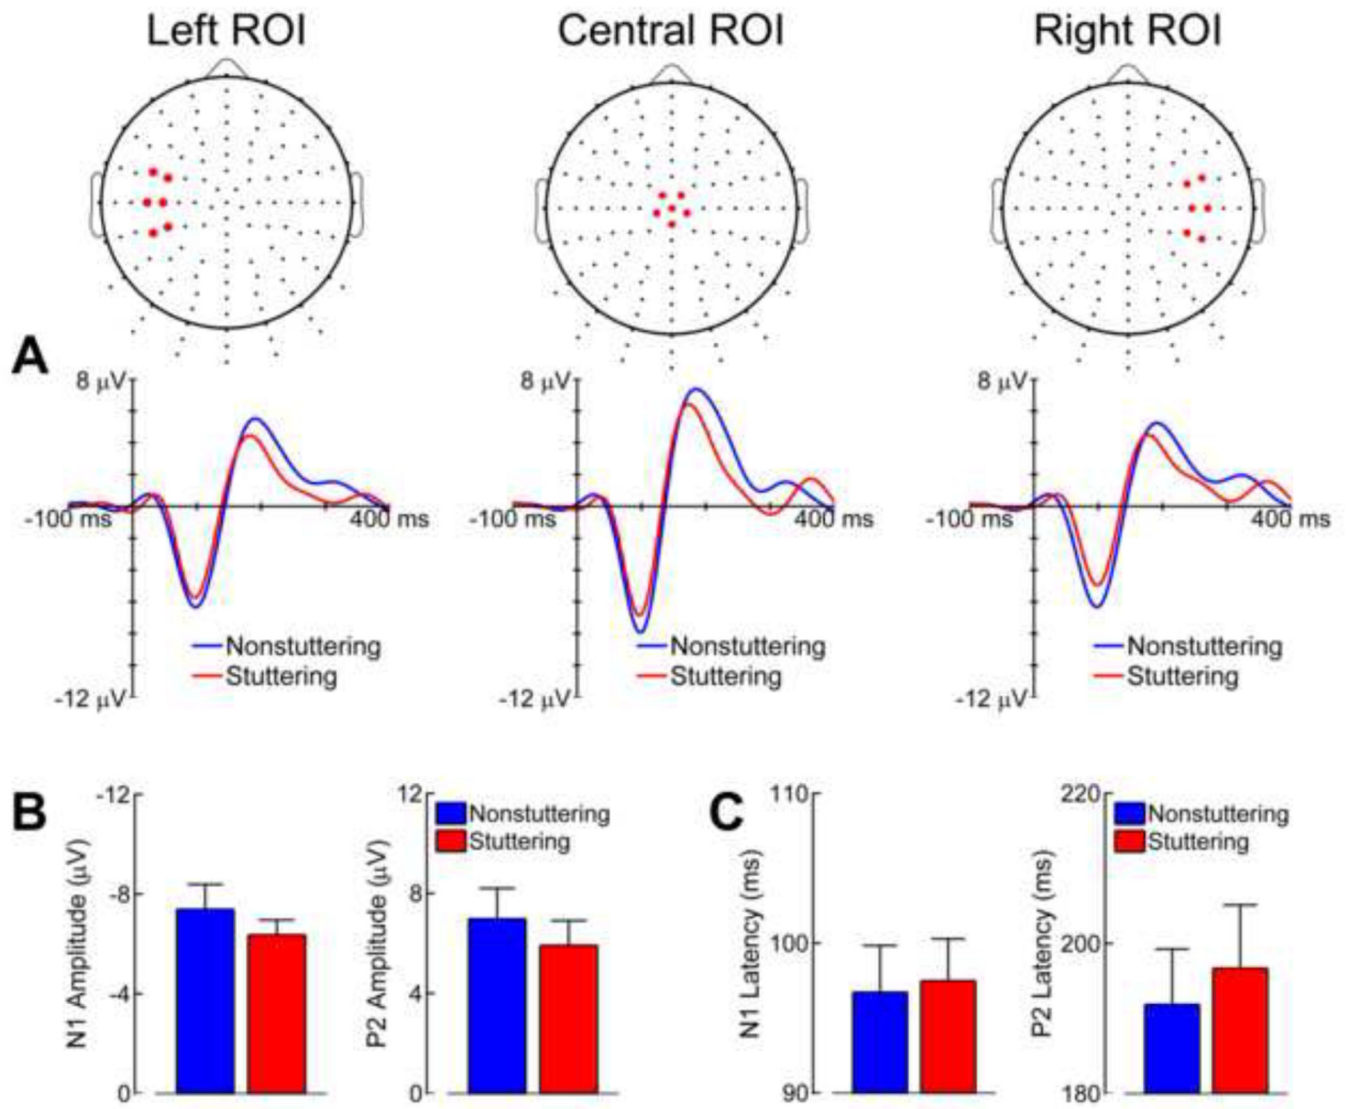 Left ROI Central ROI Right ROI
A
8 μV 8 μV 8 μV
-100 ms 400 ms -100 ms 400 ms -100 ms 400 ms
Nonstuttering Nonstuttering Nonstuttering
Stuttering Stuttering Stuttering
-12 μV -12 μV -12 μV
B
N1 Amplitude (μV)
-12
-8
-4
0
P2 Amplitude (μV)
12
8
4
0
Nonstuttering
Stuttering
C
N1 Latency (ms)
110
100
90
P2 Latency (ms)
220
200
180
Nonstuttering
Stuttering